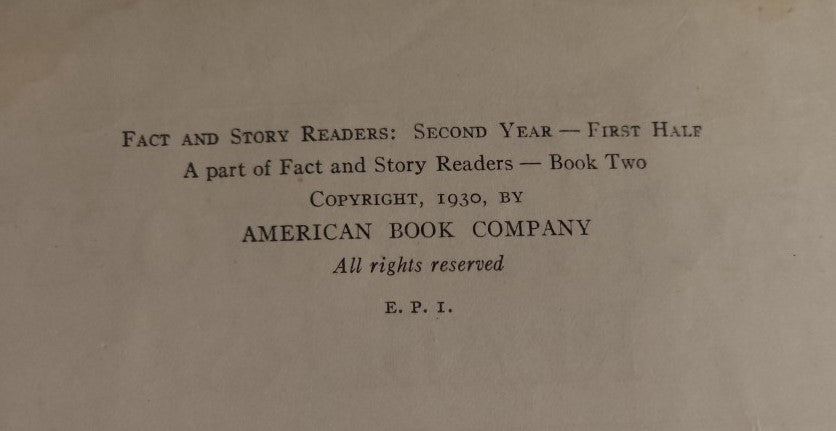 FACT AND STORY READERS: SECOND YEAR — FIRST HALF
A part of Fact and Story Readers — Book Two
COPYRIGHT, 1930, BY
AMERICAN BOOK COMPANY
All rights reserved
E. P. 1.